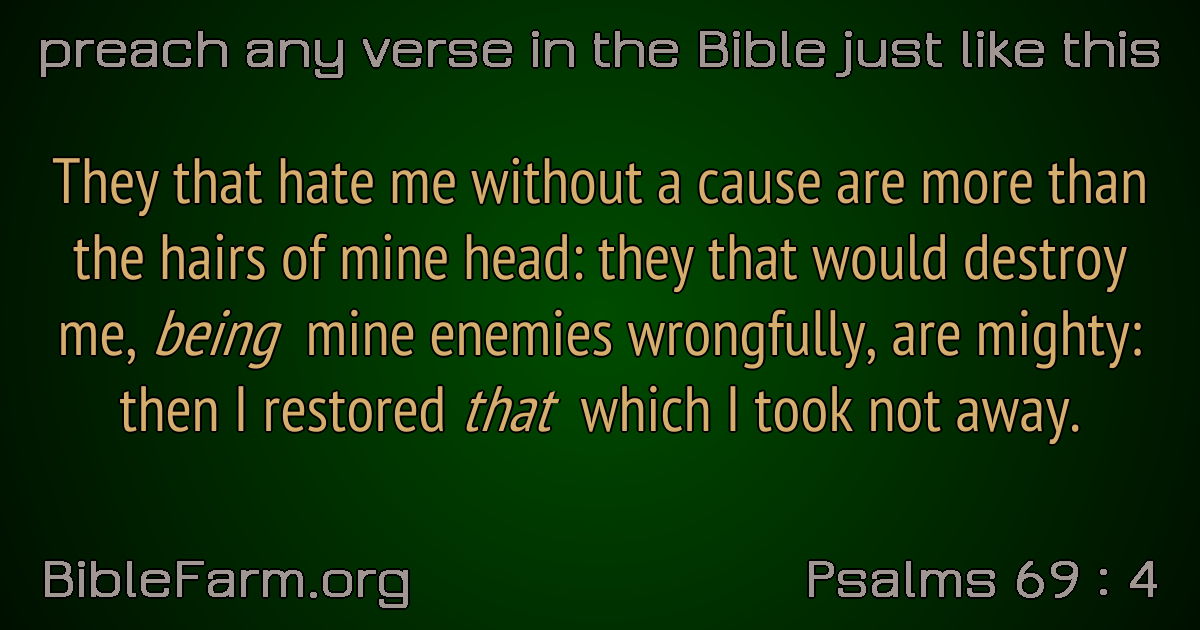 preach any verse in the Bible just like this
They that hate me without a cause are more than
the hairs of mine head: they that would destroy
me, being mine enemies wrongfully, are mighty:
then I restored that which I took not away.
BibleFarm.org
Psalms 69 : 4